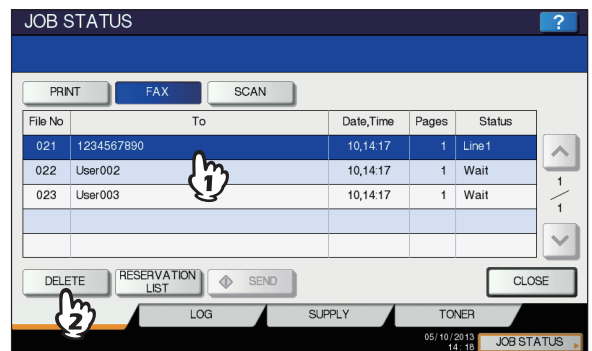 JOB STATUS ?
PRINT FAX SCAN
File No To Date,Time Pages Status
021 1234567890 10,14:17 1 Line1
022 User002 10,14:17 1 Wait
023 User003 10,14:17 1 Wait
1
1
1
DELETE RESERVATION LIST SEND CLOSE
2
LOG SUPPLY TONER
05/10/2013
14:18 JOB STATUS